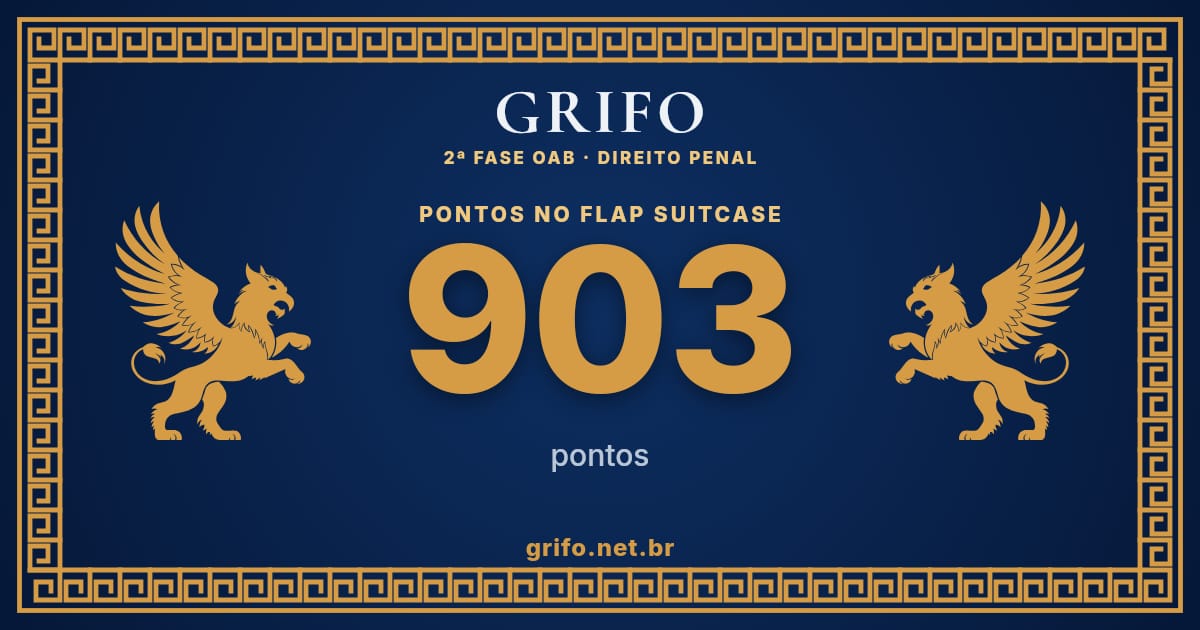 GRIFO
2ª FASE OAB · DIREITO PENAL
PONTOS NO FLAP SUITCASE
903
pontos
grifo.net.br